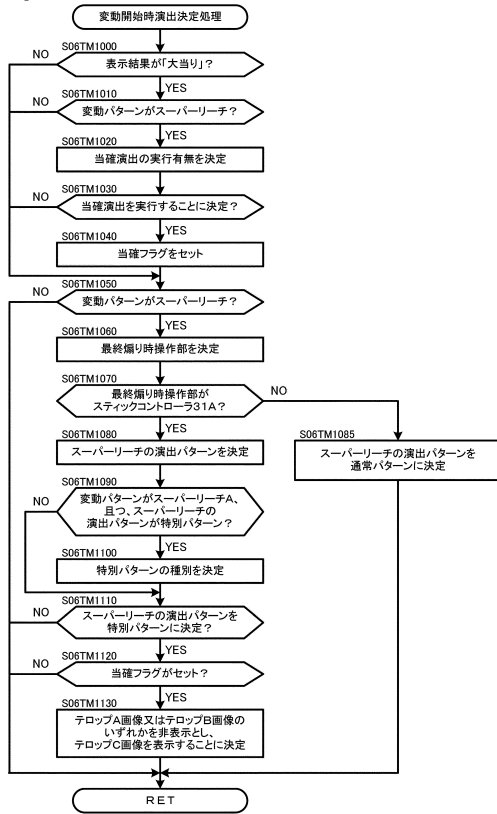 変動開始時演出決定処理
S06TM1000
表示結果が「大当り」？
NO
YES
S06TM1010
変動パターンがスーパーリーチ？
NO
YES
S06TM1020
当確演出の実行有無を決定
S06TM1030
当確演出を実行することに決定？
NO
YES
S06TM1040
当確フラグをセット
S06TM1050
変動パターンがスーパーリーチ？
NO
YES
S06TM1060
最終煽り時操作部を決定
S06TM1070
最終煽り時操作部が
スティックコントローラ31A？
NO
YES
S06TM1080
スーパーリーチの演出パターンを決定
S06TM1085
スーパーリーチの演出パターンを
通常パターンに決定
S06TM1090
変動パターンがスーパーリーチA、
且つ、スーパーリーチの
演出パターンが特別パターン？
NO
YES
S06TM1100
特別パターンの種別を決定
S06TM1110
スーパーリーチの演出パターンを
特別パターンに決定？
NO
YES
S06TM1120
当確フラグがセット？
NO
YES
S06TM1130
テロップA画像又はテロップB画像の
いずれかを非表示とし、
テロップC画像を表示することに決定
RET